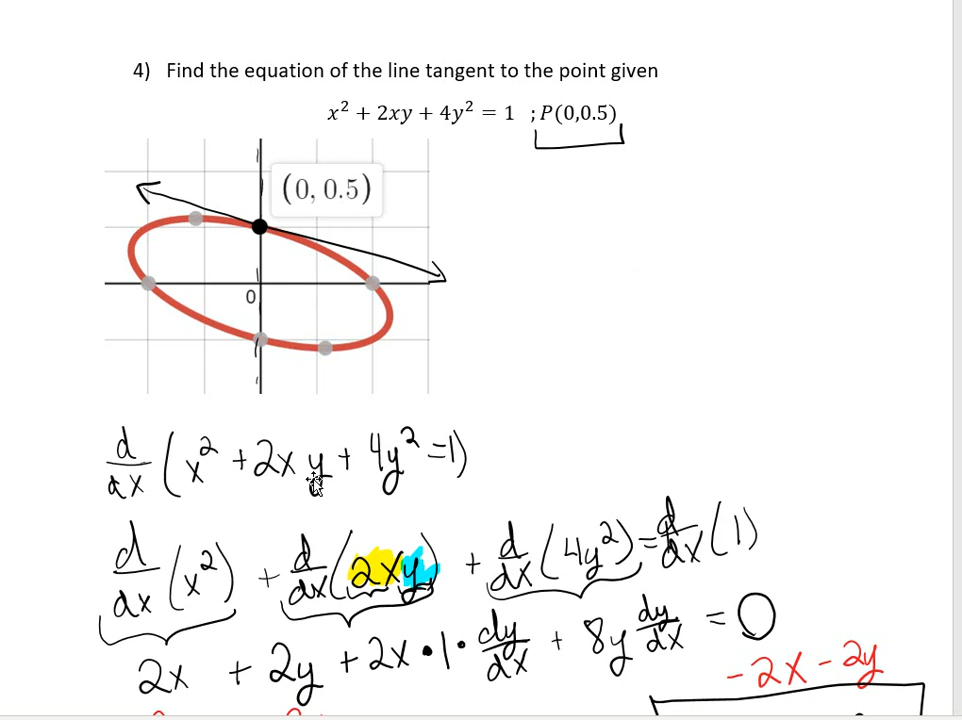 4) Find the equation of the line tangent to the point given
x² + 2xy + 4y² = 1 ; P(0,0.5)
(0, 0.5)
0
d/dx (x² + 2xy + 4y² = 1)
d/dx (x²) + d/dx (2xy) + d/dx (4y²) = d/dx (1)
2x + 2y + 2x • 1 • dy/dx + 8y dy/dx = 0
-2x - 2y